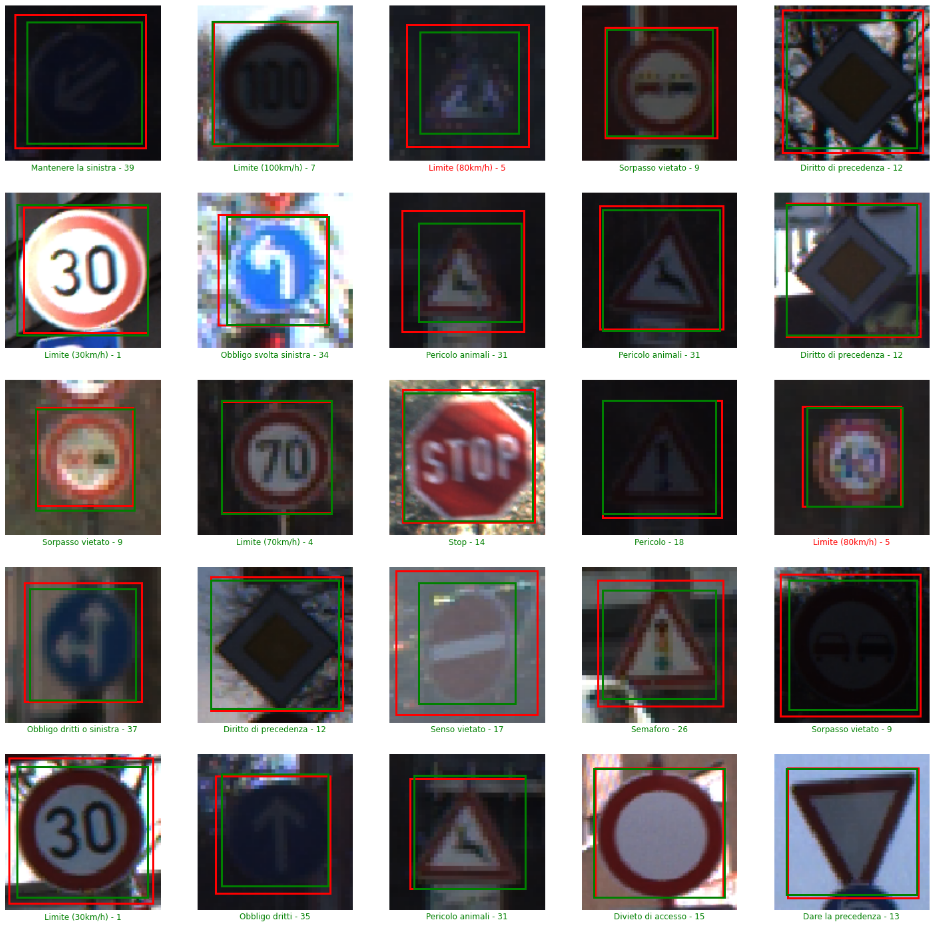 100
Mantenere la sinistra - 39
Limite (100km/h) - 7
Limite (80km/h) - 5
Sorpasso vietato - 9
Diritto di precedenza - 12
30
Limite (30km/h) - 1
Obbligo svolta sinistra - 34
Pericolo animali - 31
Pericolo animali - 31
Diritto di precedenza - 12
70
STOP
Sorpasso vietato - 9
Limite (70km/h) - 4
Stop - 14
Pericolo - 18
Limite (80km/h) - 5
Obbligo dritti o sinistra - 37
Diritto di precedenza - 12
Senso vietato - 17
Semaforo - 26
Sorpasso vietato - 9
30
Limite (30km/h) - 1
Obbligo dritti - 35
Pericolo animali - 31
Divieto di accesso - 15
Dare la precedenza - 13